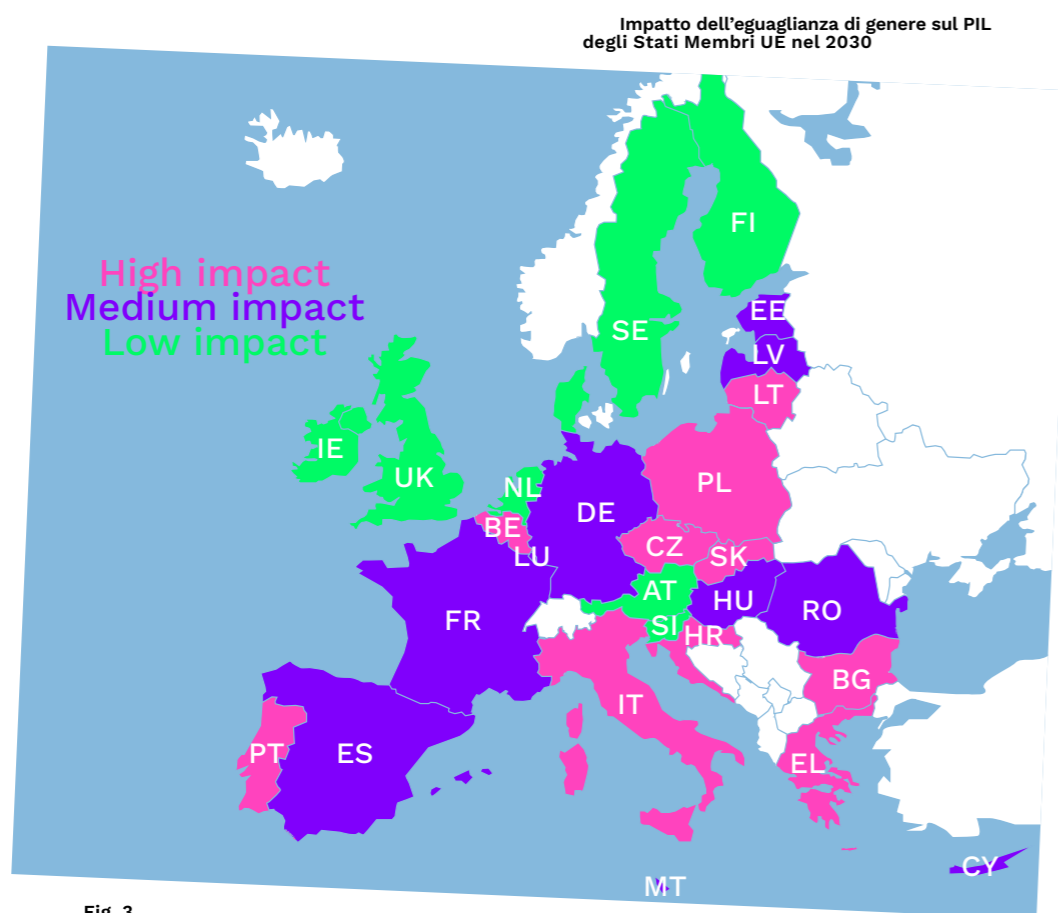 Impatto dell'eguaglianza di genere sul PIL
degli Stati Membri UE nel 2030
High impact
Medium impact
Low impact
FI
SE
EE
LV
LT
IE
UK
NL
BE
LU
DE
PL
CZ
SK
AT
HU
SI
HR
RO
FR
BG
IT
PT
ES
EL
MT
CY
Fig. 3